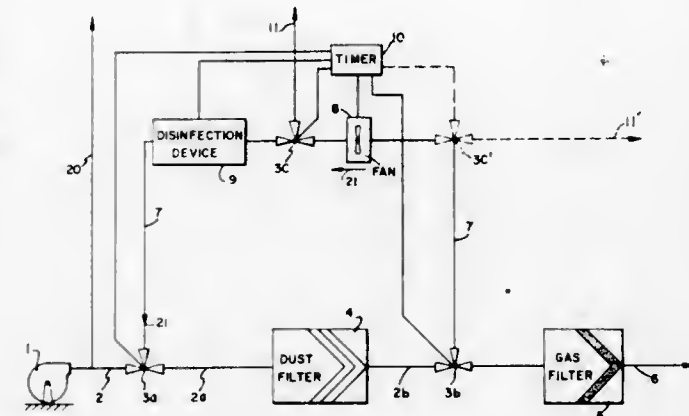 11
10
TIMER
8
DISINFECTION
DEVICE
9
3C
FAN
21
3C'
11'
20
7
7
21
4
1
DUST
FILTER
GAS
FILTER
2
3a
2a
2b
3b
6
5